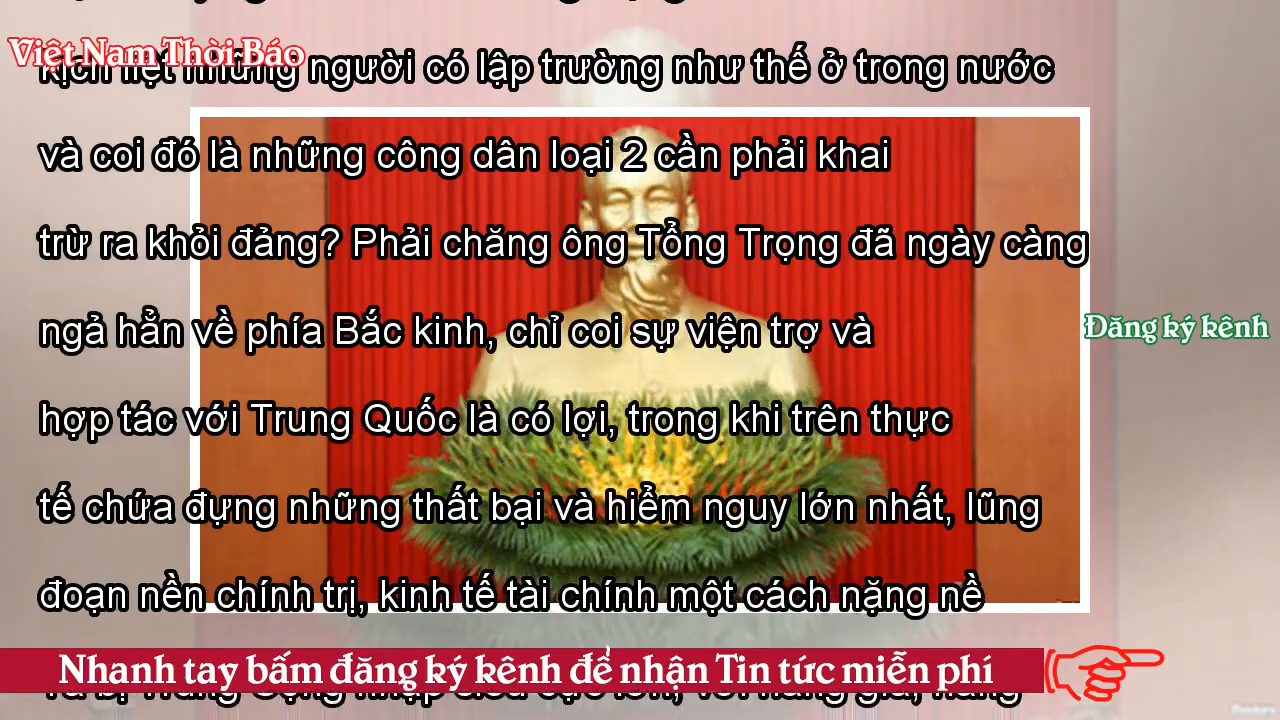 Việt Nam Thời Báo
kịch liệt những người có lập trường như thế ở trong nước
và coi đó là những công dân loại 2 cần phải khai
trừ ra khỏi đảng? Phải chăng ông Tổng Trọng đã ngày càng
ngả hẳn về phía Bắc kinh, chỉ coi sự viện trợ và
Đăng ký kênh
hợp tác với Trung Quốc là có lợi, trong khi trên thực
tế chứa đựng những thất bại và hiểm nguy lớn nhất, lũng
đoạn nền chính trị, kinh tế tài chính một cách nặng nề
Nhanh tay bấm đăng ký kênh để nhận Tin tức miễn phí